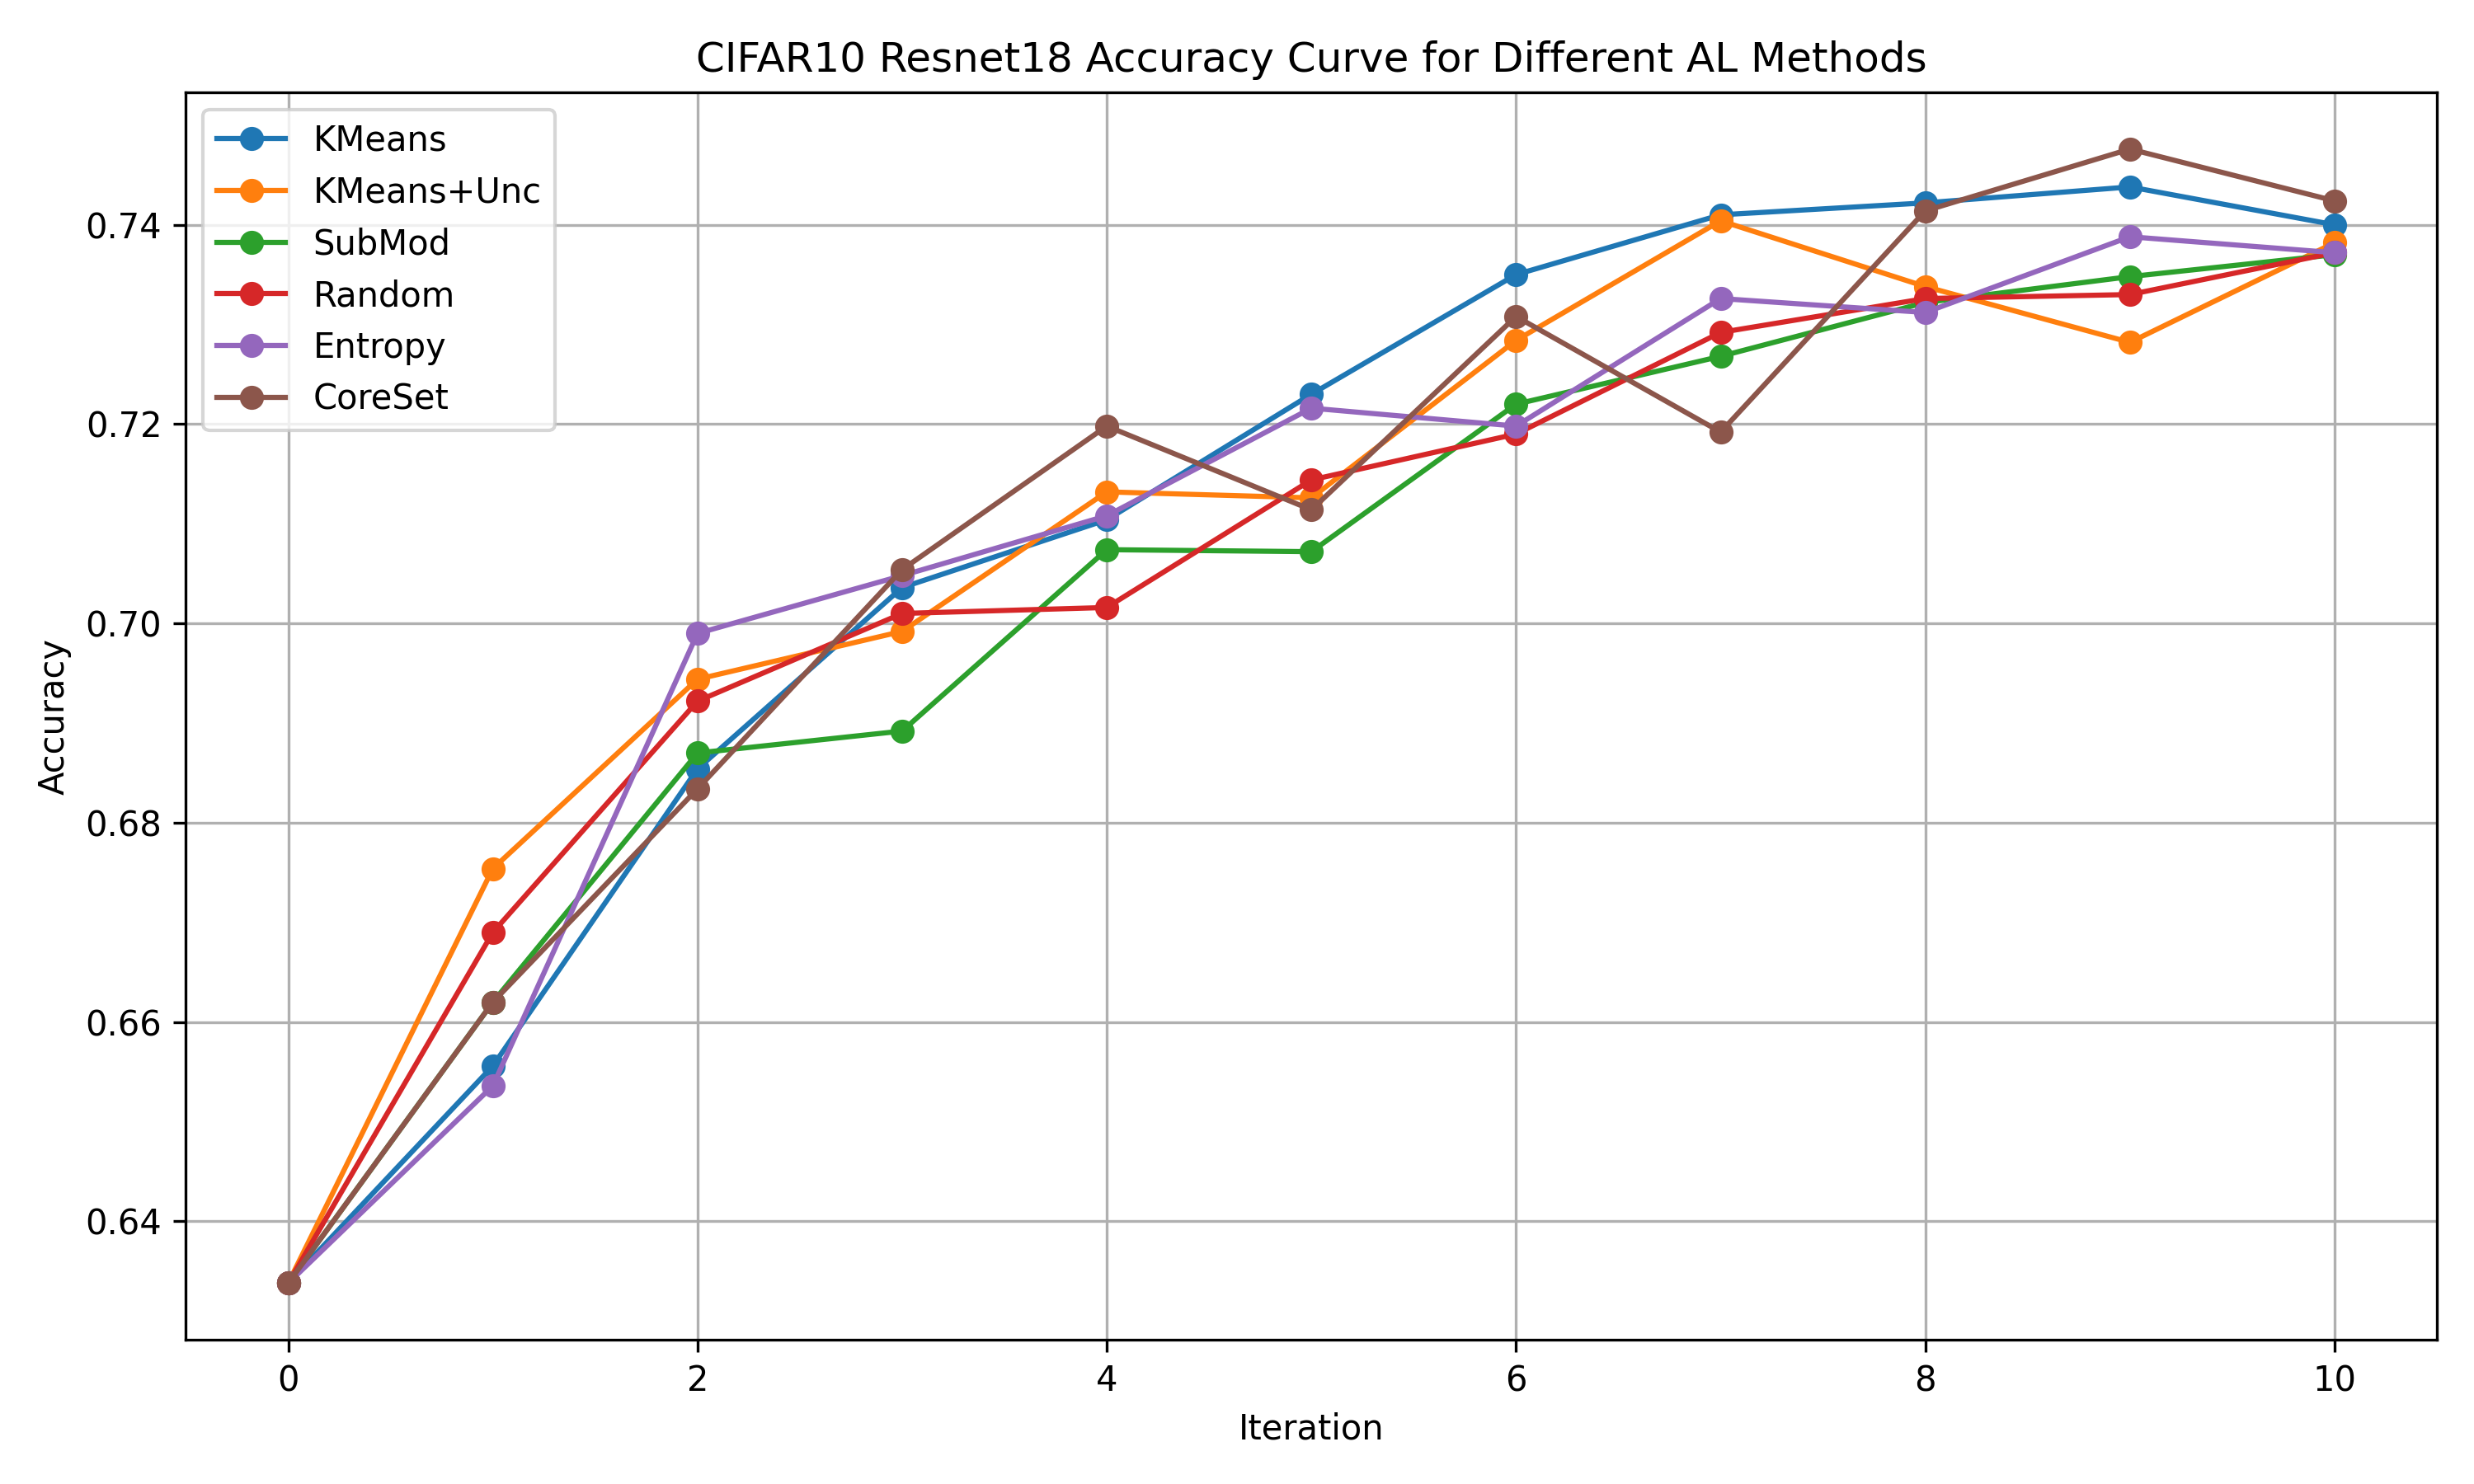 CIFAR10 Resnet18 Accuracy Curve for Different AL Methods
KMeans
KMeans+Unc
SubMod
Random
Entropy
CoreSet
0.74
0.72
0.70
0.68
0.66
0.64
Accuracy
0 2 4 6 8 10
Iteration